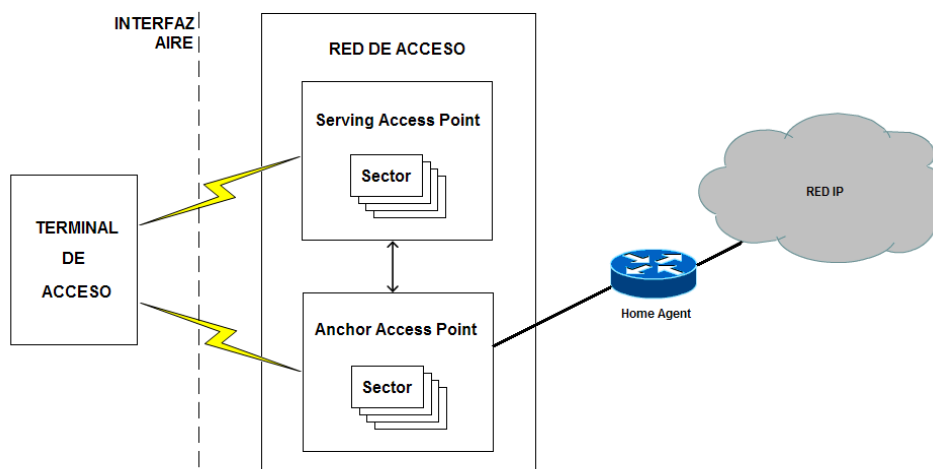 INTERFAZ
AIRE
RED DE ACCESO
Serving Access Point
Sector
TERMINAL
DE
ACCESO
Anchor Access Point
Sector
Home Agent
RED IP